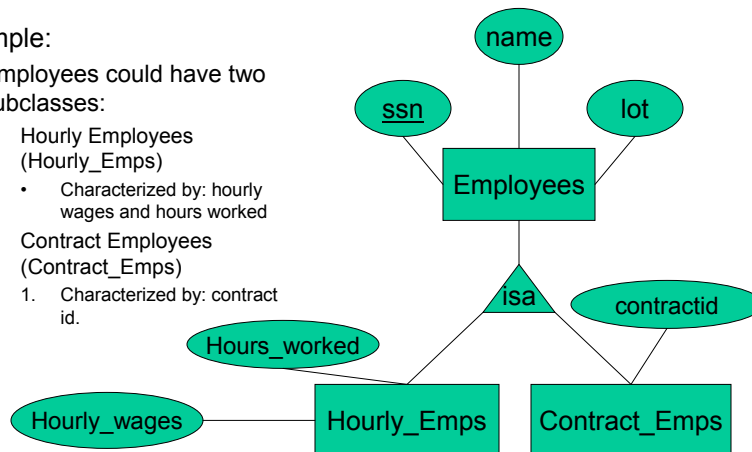 mple:
mployees could have two
ubclasses:
Hourly Employees
(Hourly_Emps)
• Characterized by: hourly
wages and hours worked
Contract Employees
(Contract_Emps)
1. Characterized by: contract
id.
name
ssn
lot
Employees
isa
contractid
Hours_worked
Hourly_wages
Hourly_Emps
Contract_Emps